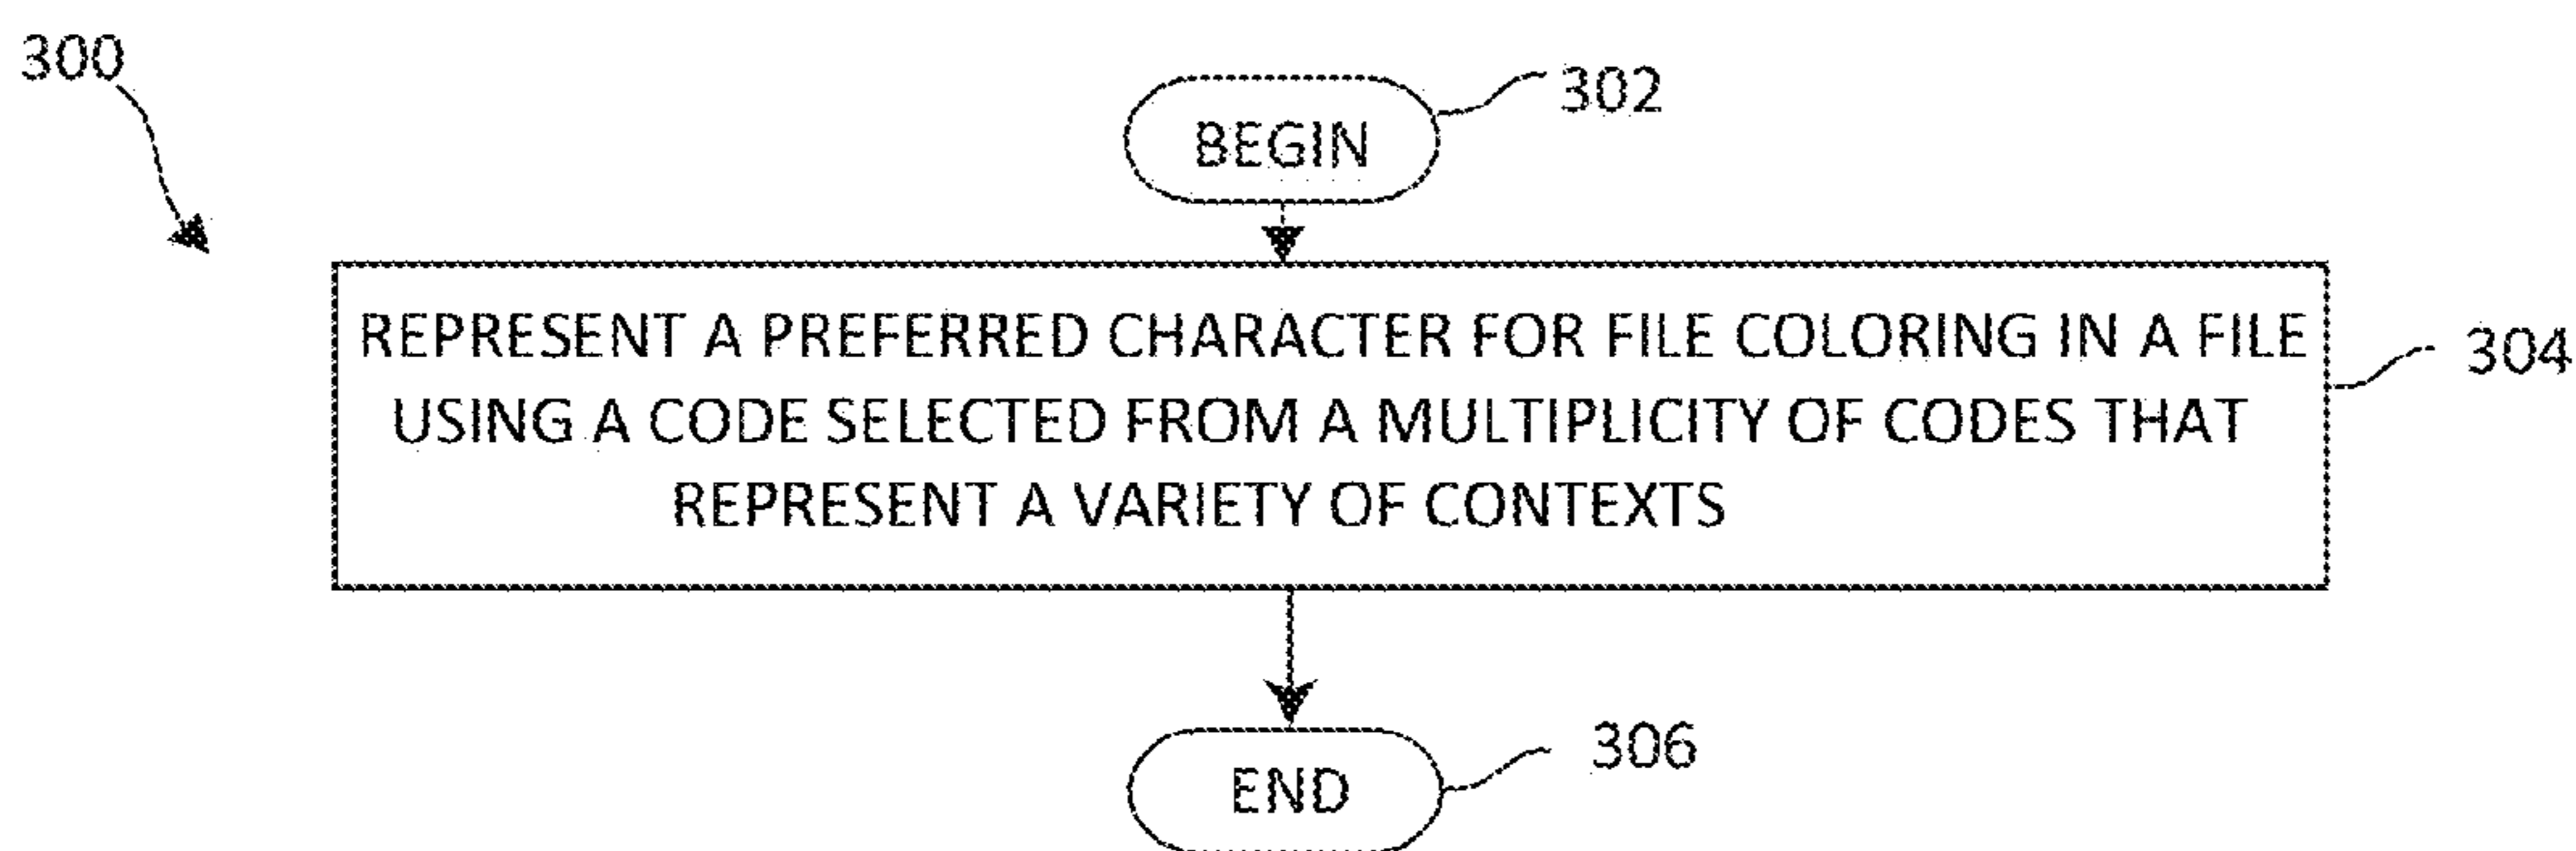 300
302
BEGIN
REPRESENT A PREFERRED CHARACTER FOR FILE COLORING IN A FILE
304
USING A CODE SELECTED FROM A MULTIPLICITY OF CODES THAT
REPRESENT A VARIETY OF CONTEXTS
306
END